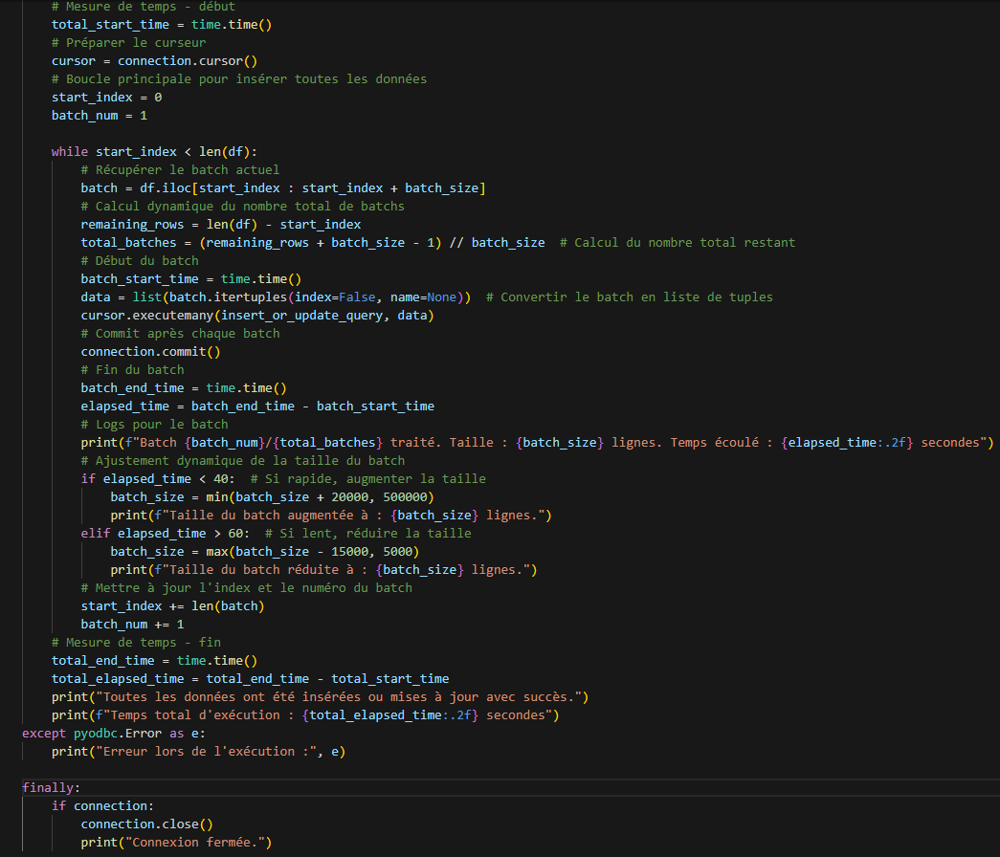 # Mesure de temps - début
total_start_time = time.time()
# Préparer le curseur
cursor = connection.cursor()
# Boucle principale pour insérer toutes les données
start_index = 0
batch_num = 1

while start_index < len(df):
    # Récupérer le batch actuel
    batch = df.iloc[start_index : start_index + batch_size]
    # Calcul dynamique du nombre total de batchs
    remaining_rows = len(df) - start_index
    total_batches = (remaining_rows + batch_size - 1) // batch_size  # Calcul du nombre total restant
    # Début du batch
    batch_start_time = time.time()
    data = list(batch.itertuples(index=False, name=None))  # Convertir le batch en liste de tuples
    cursor.executemany(insert_or_update_query, data)
    # Commit après chaque batch
    connection.commit()
    # Fin du batch
    batch_end_time = time.time()
    elapsed_time = batch_end_time - batch_start_time
    # Logs pour le batch
    print(f"Batch {batch_num}/{total_batches} traité. Taille : {batch_size} lignes. Temps écoulé : {elapsed_time:.2f} secondes")
    # Ajustement dynamique de la taille du batch
    if elapsed_time < 40:  # Si rapide, augmenter la taille
        batch_size = min(batch_size + 20000, 500000)
        print(f"Taille du batch augmentée à : {batch_size} lignes.")
    elif elapsed_time > 60:  # Si lent, réduire la taille
        batch_size = max(batch_size - 15000, 5000)
        print(f"Taille du batch réduite à : {batch_size} lignes.")
    # Mettre à jour l'index et le numéro du batch
    start_index += len(batch)
    batch_num += 1
# Mesure de temps - fin
total_end_time = time.time()
total_elapsed_time = total_end_time - total_start_time
print("Toutes les données ont été insérées ou mises à jour avec succès.")
print(f"Temps total d'exécution : {total_elapsed_time:.2f} secondes")
except pyodbc.Error as e:
    print("Erreur lors de l'exécution :", e)

finally:
    if connection:
        connection.close()
        print("Connexion fermée.")